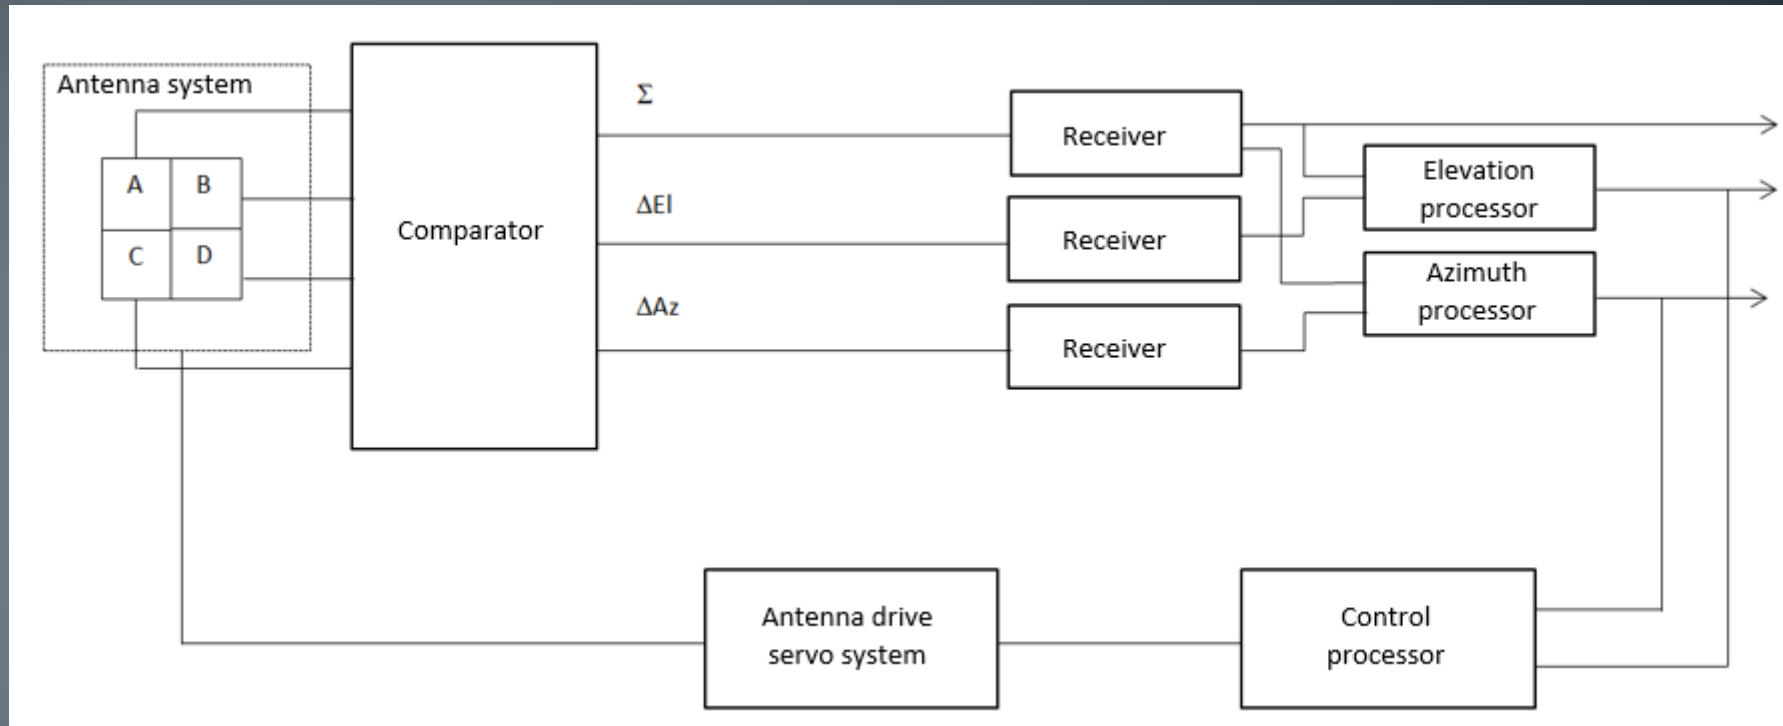 Antenna system
A
B
C
D
Comparator
Σ
ΔEl
ΔAz
Receiver
Receiver
Receiver
Elevation
processor
Azimuth
processor
Antenna drive
servo system
Control
processor